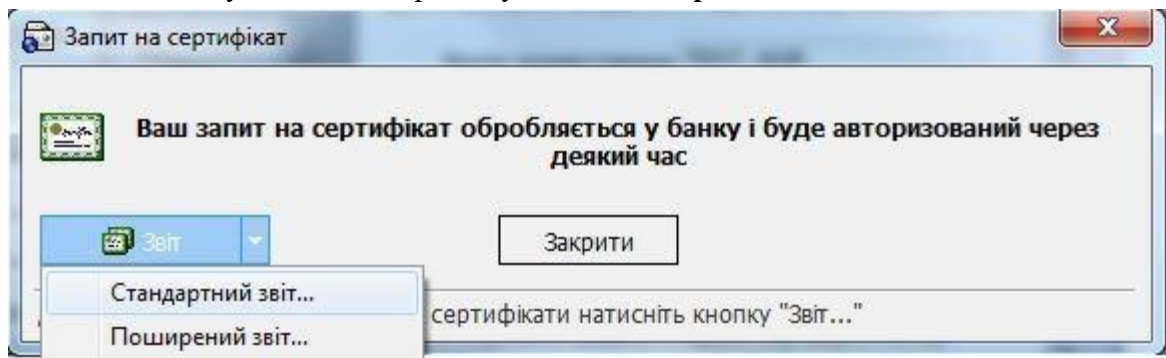 Запит на сертифікат
Ваш запит на сертифікат обробляється у банку і буде авторизований через
деякий час
Звіт
Закрити
Стандартний звіт...
сертифікати натисніть кнопку "Звіт..."
Поширений звіт...